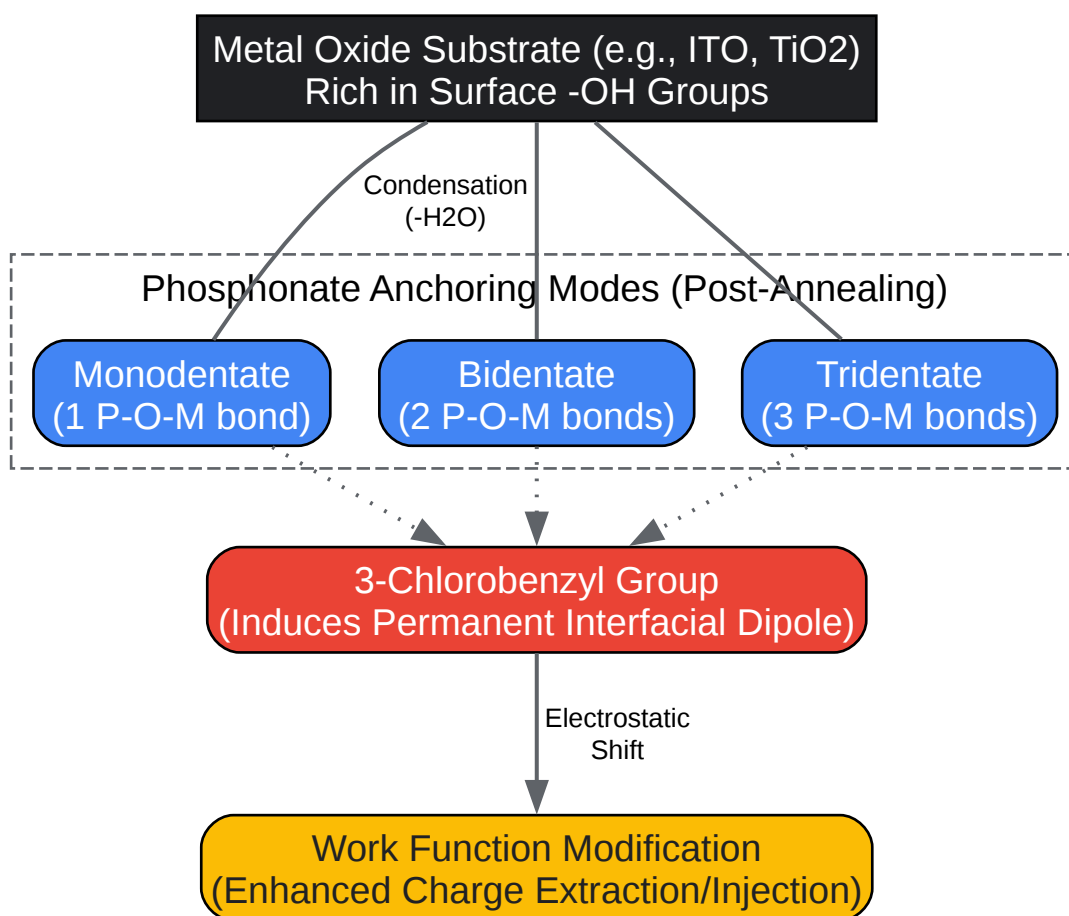 Metal Oxide Substrate (e.g., ITO, TiO2)
Rich in Surface -OH Groups
Condensation
(-H2O)
Phosphonate Anchoring Modes (Post-Annealing)
Monodentate
(1 P-O-M bond)
Bidentate
(2 P-O-M bonds)
Tridentate
(3 P-O-M bonds)
3-Chlorobenzyl Group
(Induces Permanent Interfacial Dipole)
Electrostatic
Shift
Work Function Modification
(Enhanced Charge Extraction/Injection)